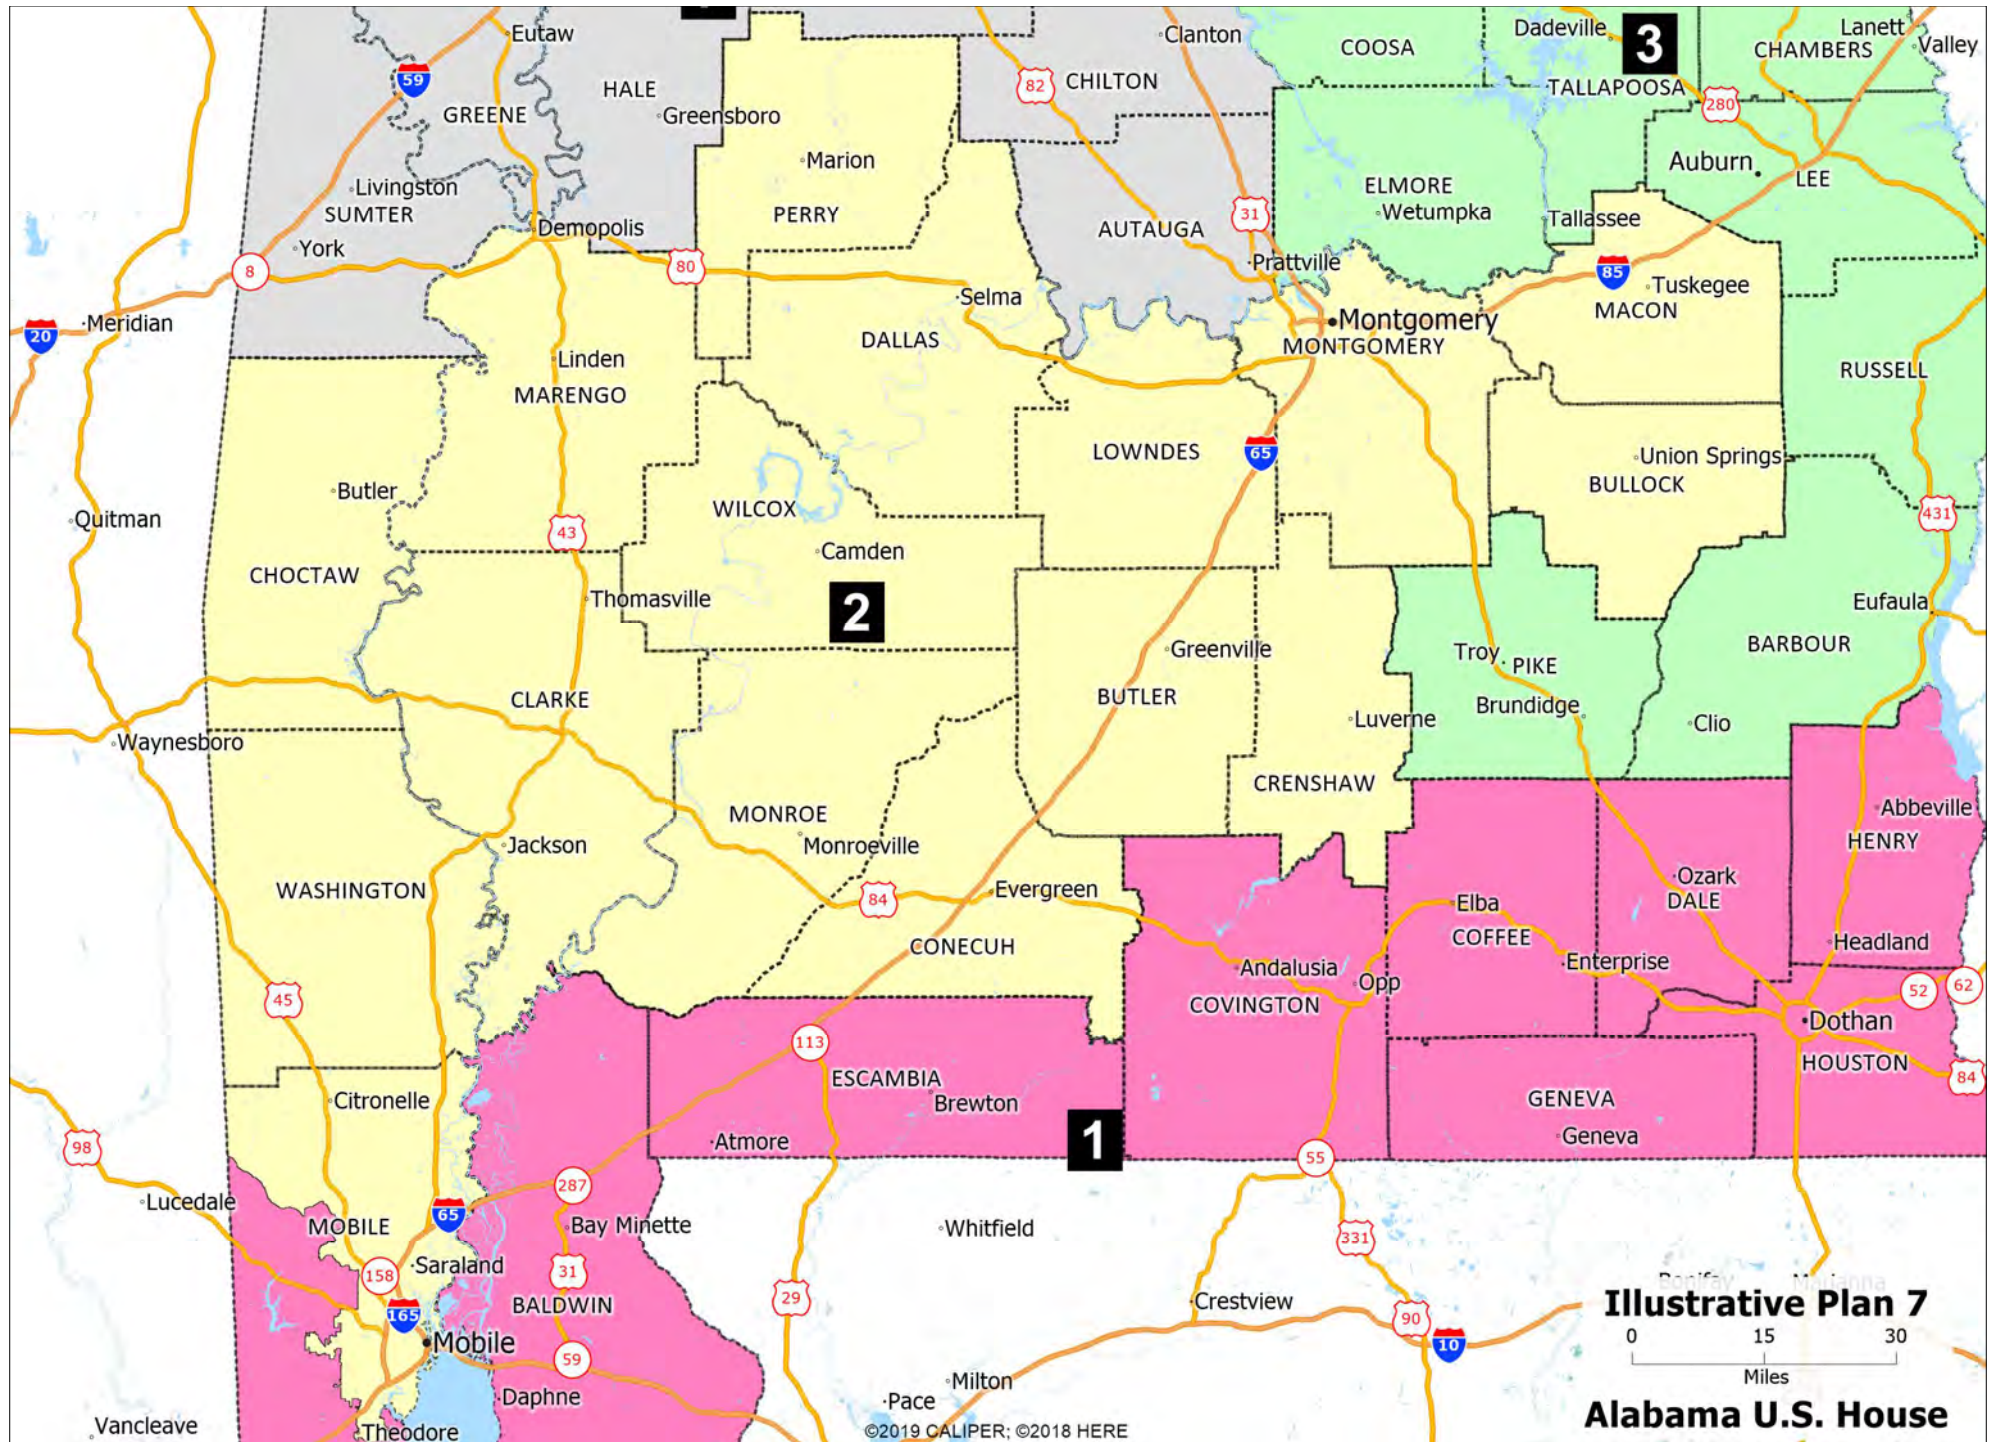 Eutaw
Clanton
COOSA
Dadeville
3
Lanett
CHAMBERS
Valley
59
HALE
82
CHILTON
TALLAPOOSA
280
GREENE
Greensboro
Marion
Auburn
LEE
Livingston
SUMTER
PERRY
ELMORE
Wetumpka
Tallassee
31
York
Demopolis
AUTAUGA
8
80
Prattville
85
Tuskegee
MACON
20
Meridian
Selma
Montgomery
MONTGOMERY
DALLAS
Linden
MARENGO
RUSSELL
LOWNDES
65
Union Springs
BULLOCK
Butler
Quitman
WILCOX
43
431
Camden
CHOCTAW
Thomasville
2
Eufaula
Greenville
Troy
PIKE
BARBOUR
CLARKE
BUTLER
Luverne
Brundidge
Clio
Waynesboro
CRENSHAW
Abbeville
HENRY
MONROE
Monroeville
Jackson
WASHINGTON
84
Evergreen
Ozark
DALE
Elba
COFFEE
CONECUH
Headland
Enterprise
Andalusia
Opp
COVINGTON
45
52
62
Dothan
113
HOUSTON
ESCAMBIA
Brewton
84
Citronelle
GENEVA
Geneva
98
Atmore
1
55
287
Lucedale
65
MOBILE
Bay Minette
Whitfield
331
Saraland
158
31
Bonifay
Marianna
165
BALDWIN
29
Crestview
90
Illustrative Plan 7
0 15 30
Miles
10
Mobile
59
Daphne
Milton
Pace
Alabama U.S. House
Vancleave
Theodore
©2019 CALIPER; ©2018 HERE